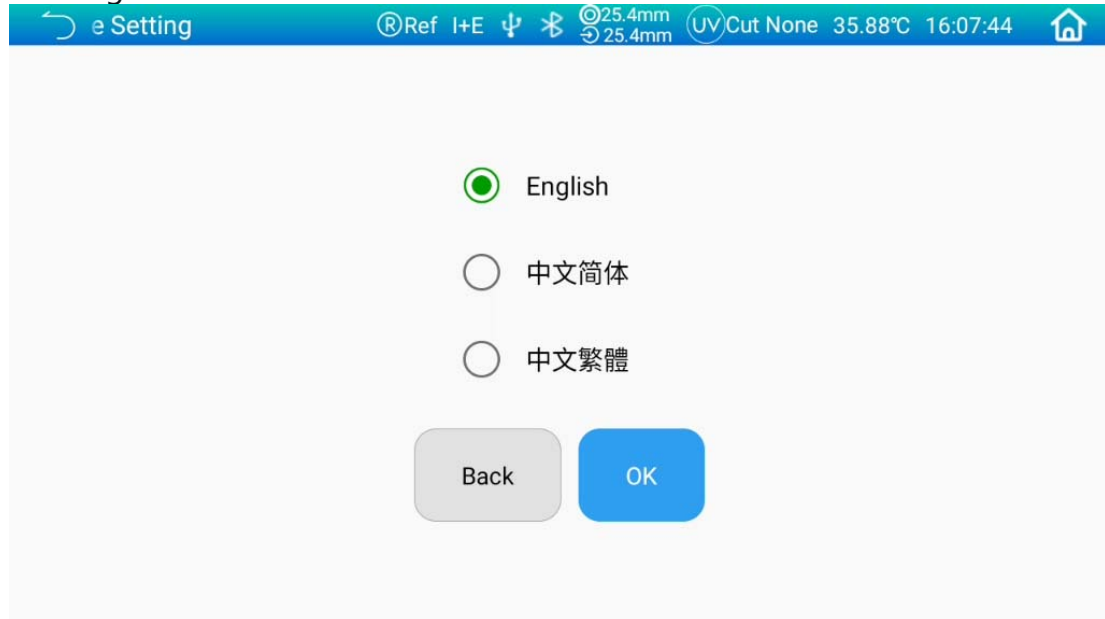 e Setting ®Ref I+E 25.4mm 25.4mm UV Cut None 35.88℃ 16:07:44
English
中文简体
中文繁體
Back OK